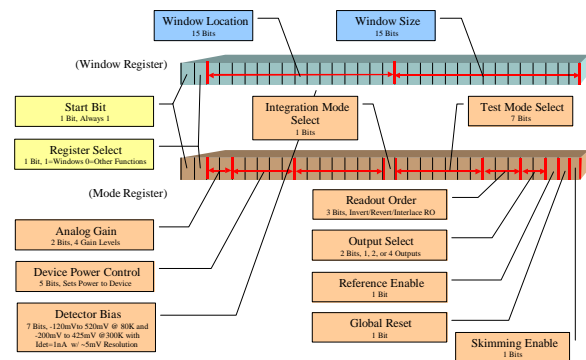 Window Location
15 Bits
Window Size
15 Bits
(Window Register)
Start Bit
1 Bit, Always 1
Integration Mode
Select
1 Bits
Test Mode Select
7 Bits
Register Select
1 Bit, 1=Windows 0=Other Functions
(Mode Register)
Readout Order
3 Bits, Invert/Revert/Interlace RO
Analog Gain
2 Bits, 4 Gain Levels
Output Select
2 Bits, 1, 2, or 4 Outputs
Device Power Control
5 Bits, Sets Power to Device
Reference Enable
1 Bit
Detector Bias
7 Bits, -120mVto 520mV @ 80K and
-200mV to 425mV @300K with
Idet=1nA w/ ~5mV Resolution
Global Reset
1 Bit
Skimming Enable
1 Bits